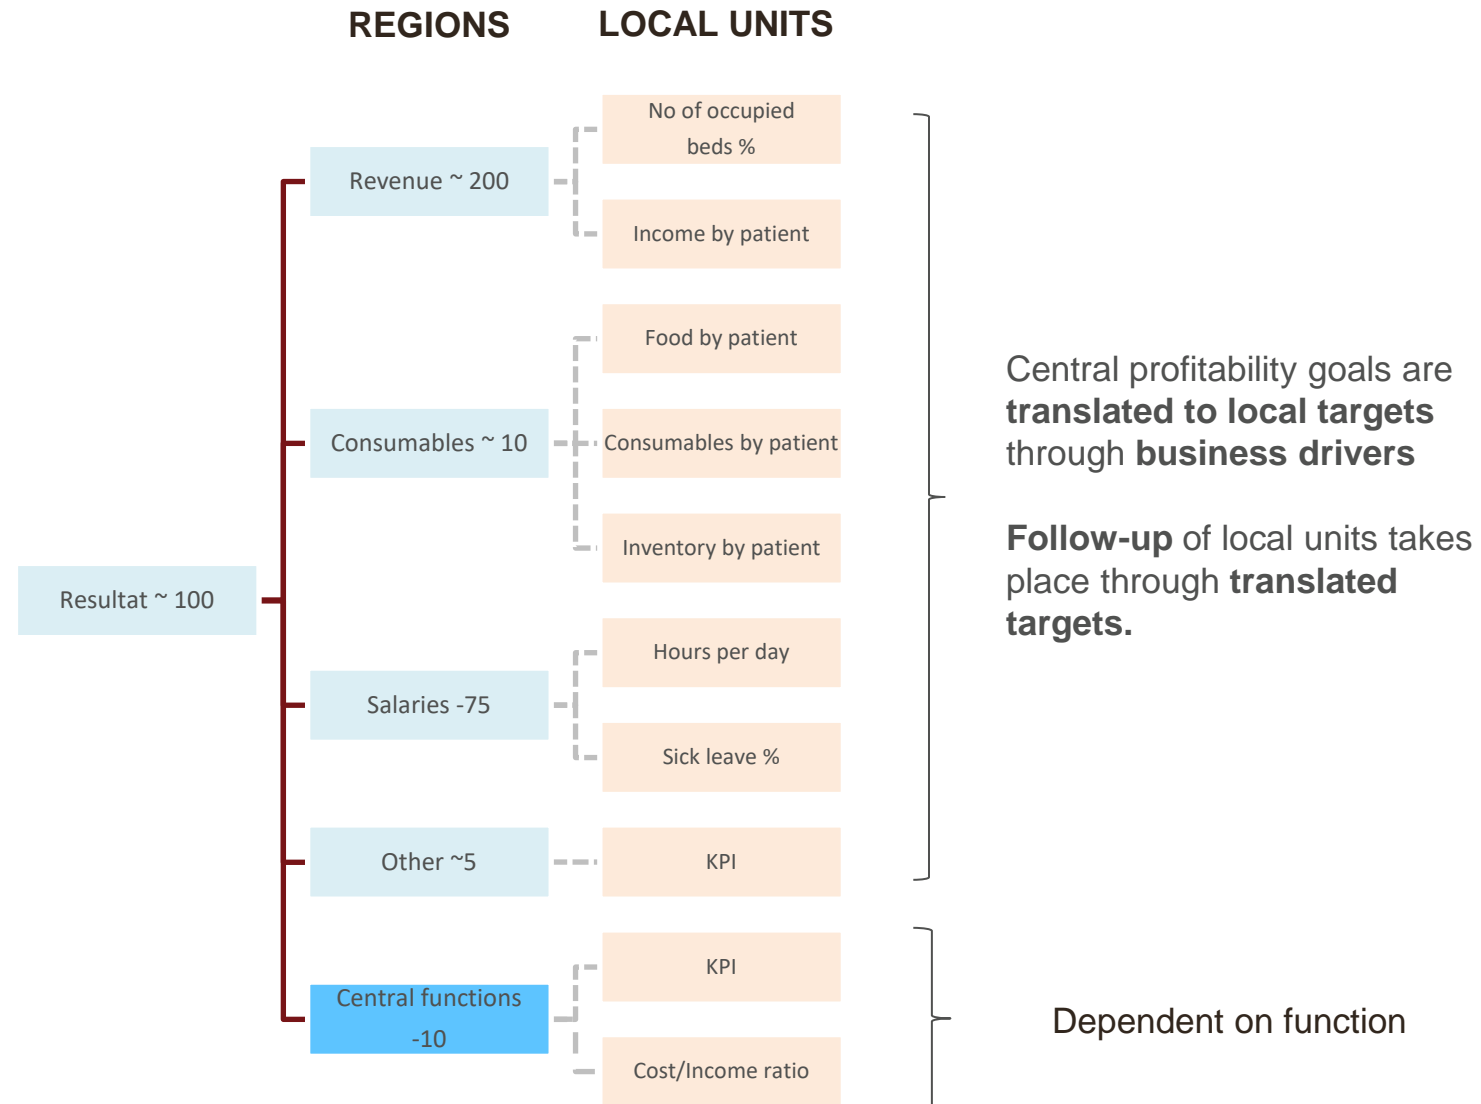 REGIONS
LOCAL UNITS
No of occupied
beds %
Revenue ~ 200
Income by patient
Food by patient
Consumables ~ 10
Consumables by patient
Inventory by patient
Resultat ~ 100
Hours per day
Salaries -75
Sick leave %
Other ~5
KPI
KPI
Central functions
-10
Cost/Income ratio
Central profitability goals are
translated to local targets
through business drivers
Follow-up of local units takes
place through translated
targets.
Dependent on function